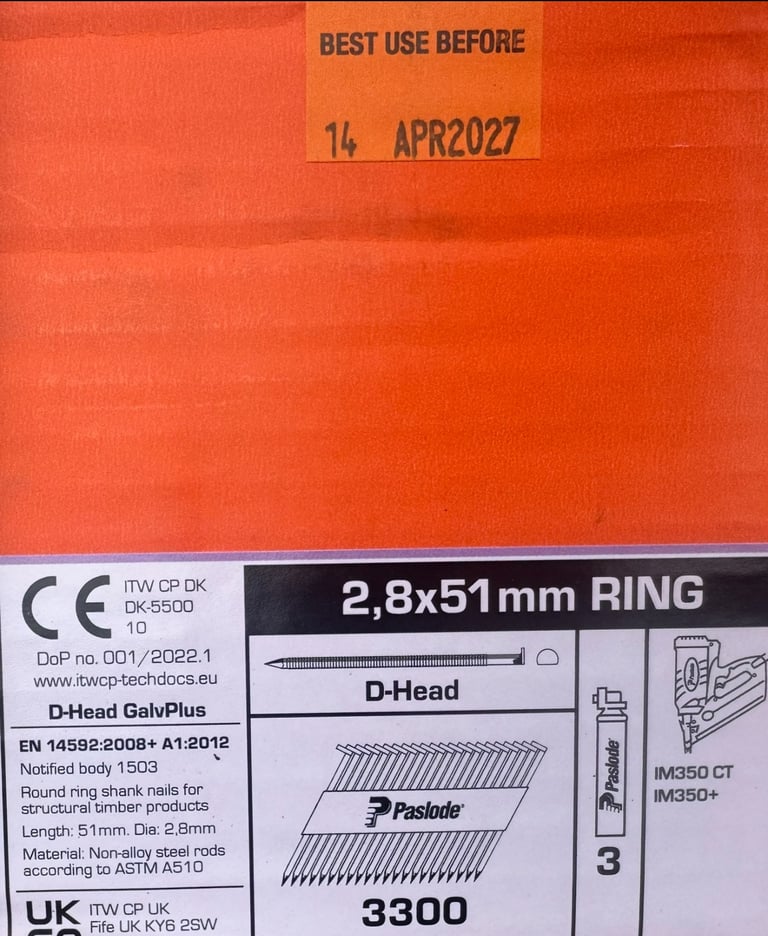 BEST USE BEFORE
14 APR2027
CE
ITW CP DK
DK-5500
10
DoP no. 001/2022.1
www.itwcp-techdocs.eu
D-Head GalvPlus
EN 14592:2008+ A1:2012
Notified body 1503
Round ring shank nails for
structural timber products
Length: 51mm. Dia: 2,8mm
Material: Non-alloy steel rods
according to ASTM A510
UK
CA
ITW CP UK
Fife UK KY6 2SW
2,8x51mm RING
D-Head
Paslode
3300
Paslode
3
Paslode
IM350 CT
IM350+